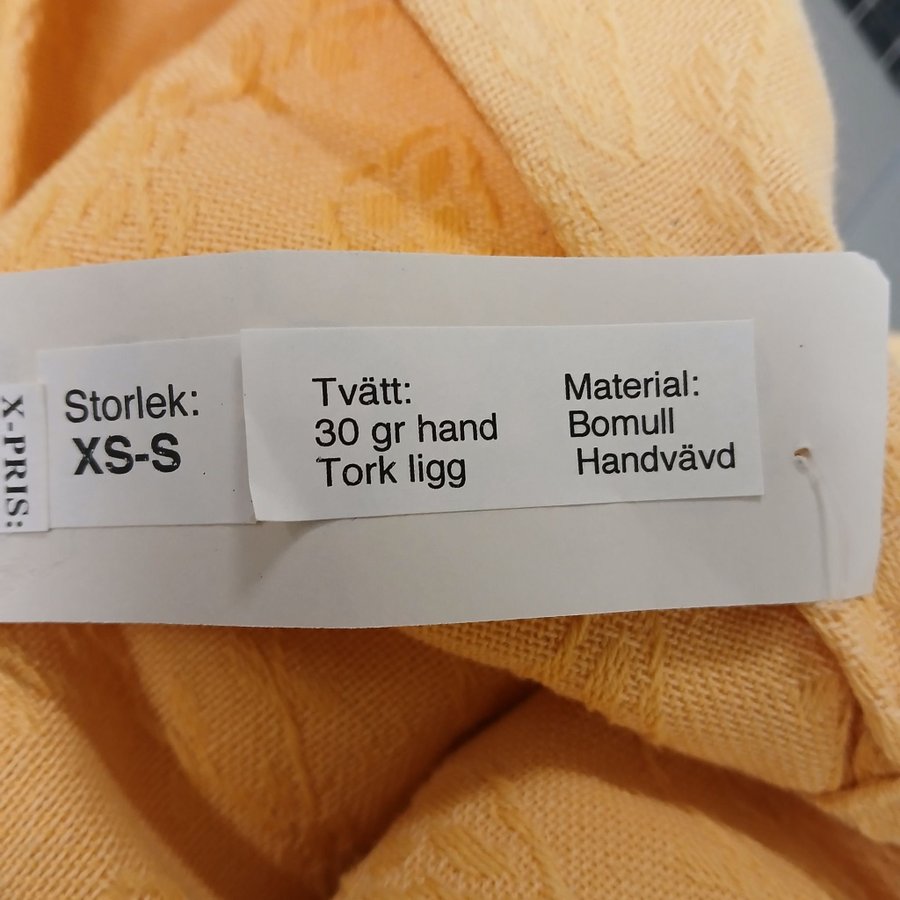 X-PRIS:
Storlek:
XS-S
Tvätt:
30 gr hand
Tork ligg
Material:
Bomull
Handvävd